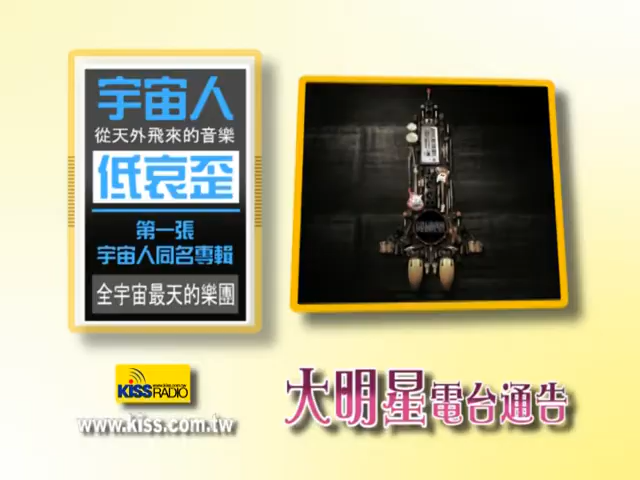 宇宙人
從天外飛來的音樂
低哀歪
第一張
宇宙人同名專輯
全宇宙最天的樂團
KISS RADIO
www.kiss.com.tw
大明星電台通告